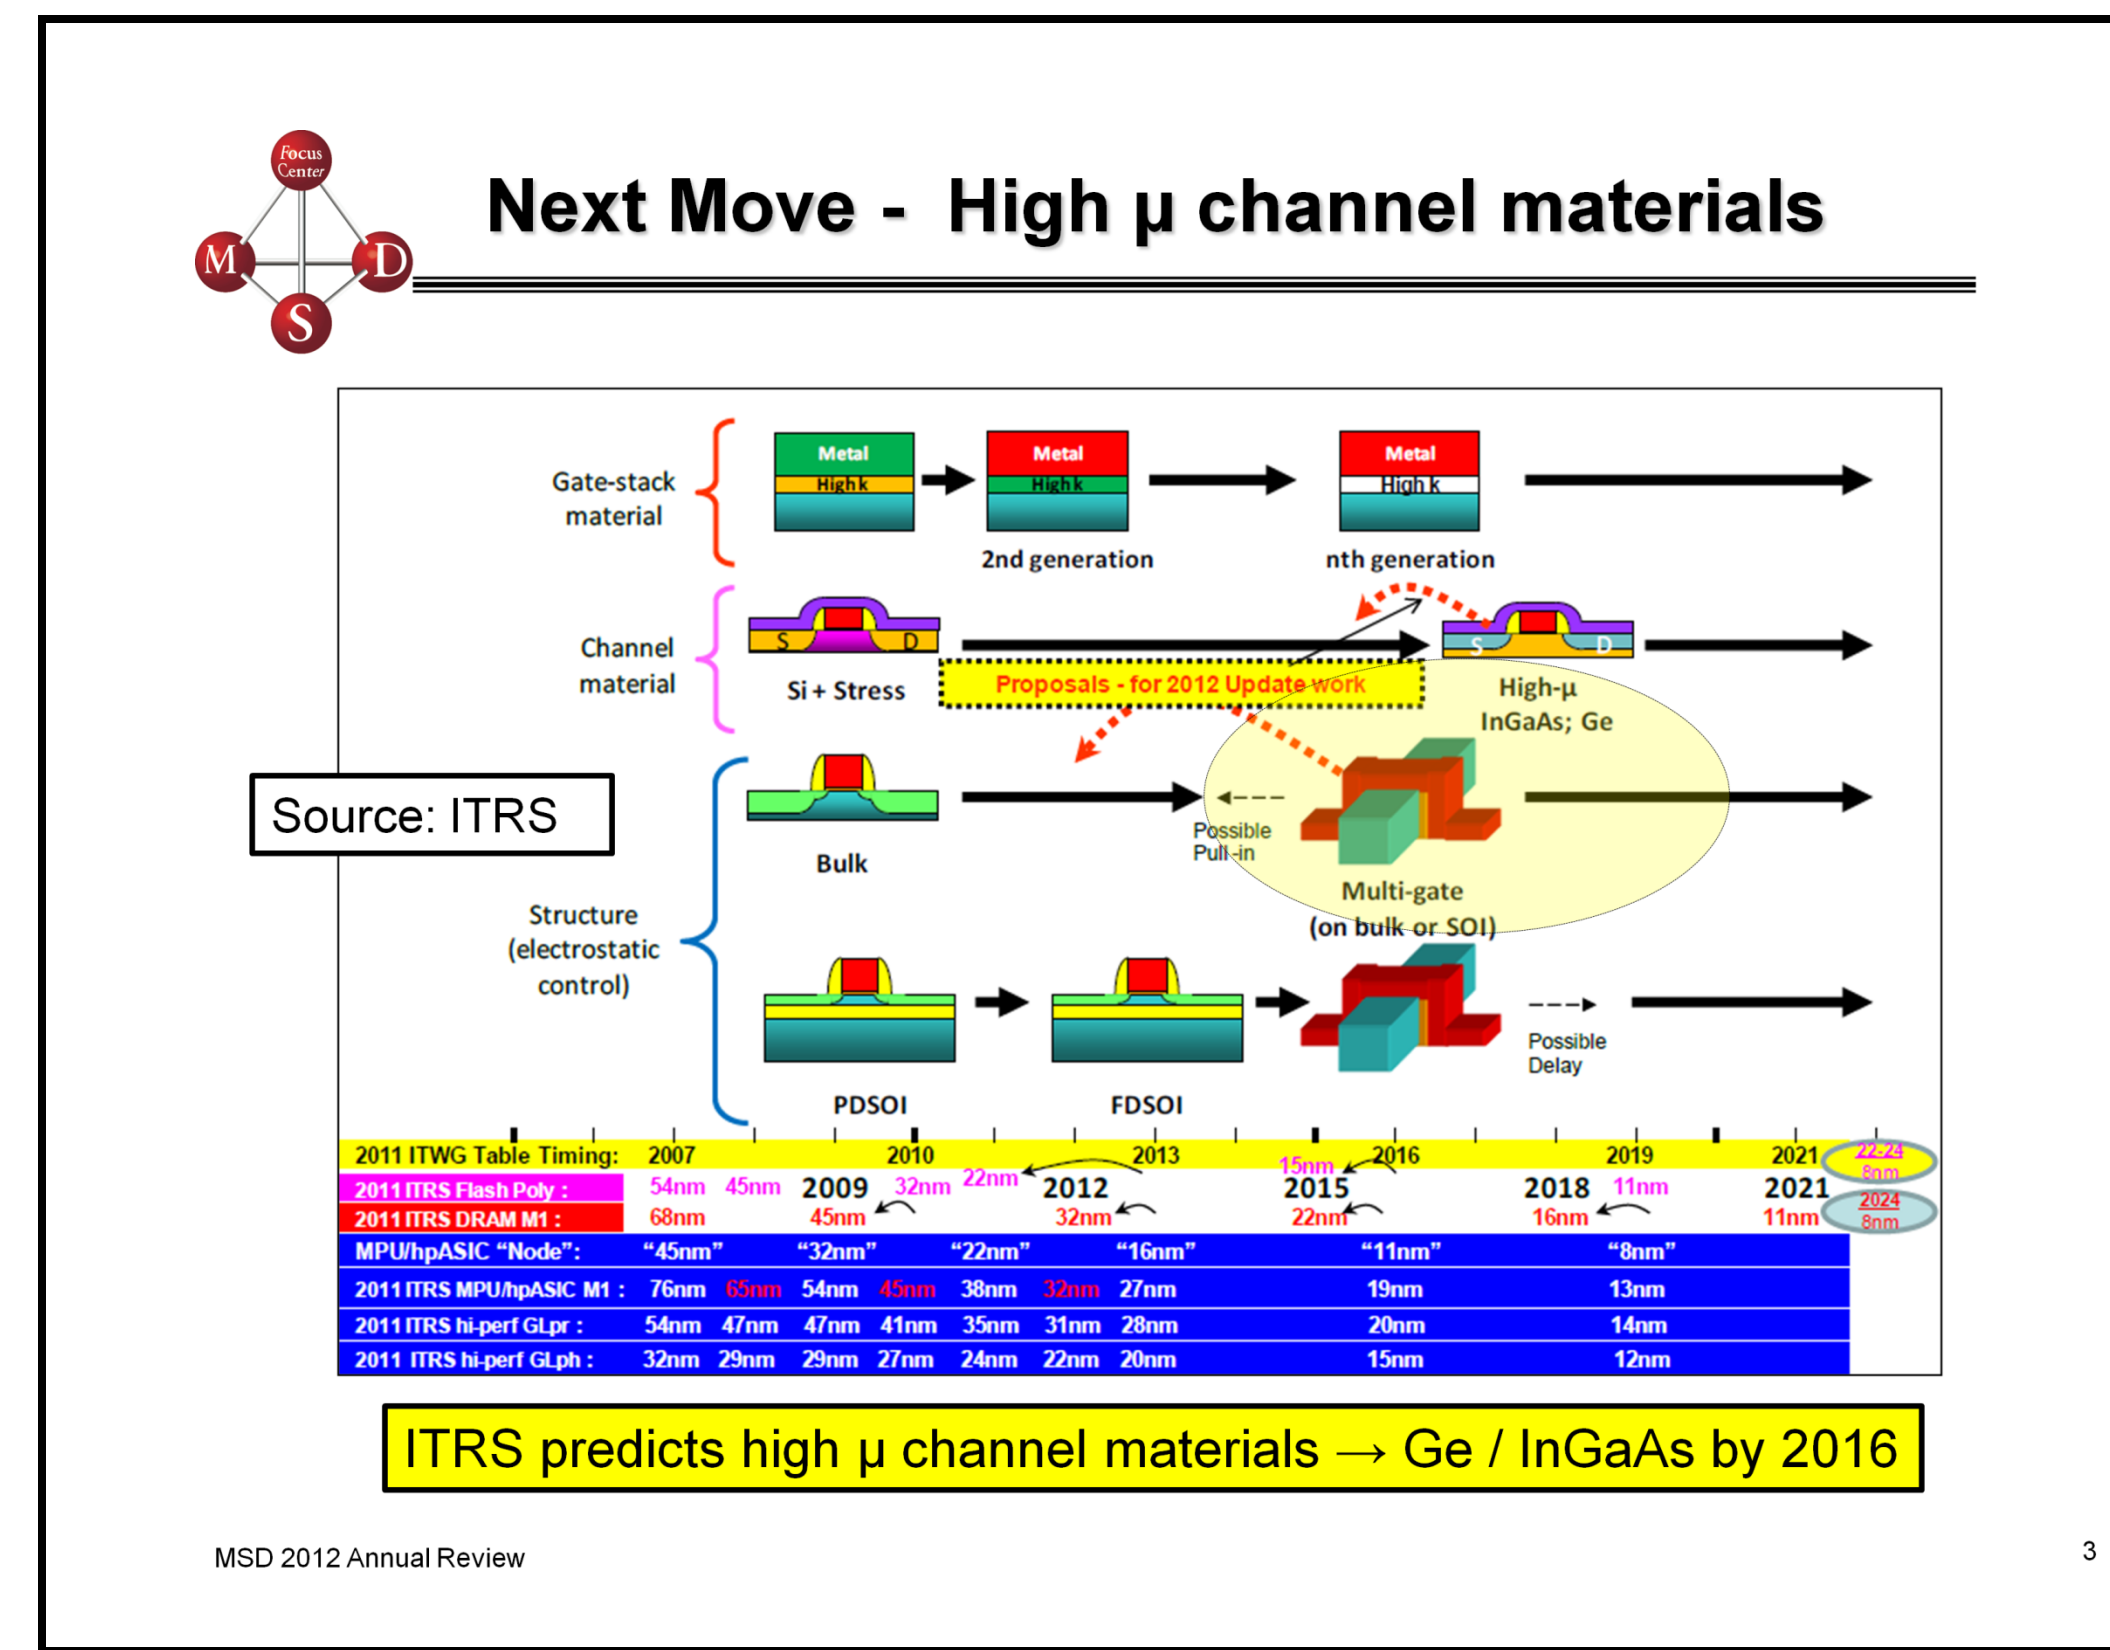 Focus
Center
M
D
S
Next Move - High µ channel materials
Metal
High k
Metal
High k
Metal
High k
Gate-stack
material
2nd generation
nth generation
S
D
S
D
Channel
material
Si + Stress
Proposals - for 2012 Update work
High-µ
InGaAs; Ge
Source: ITRS
Possible
Pull-in
Bulk
Multi-gate
(on bulk or SOI)
Structure
(electrostatic
control)
Possible
Delay
PDSOI
FDSOI
2011 ITWG Table Timing: 2007 2010 2013 2016 2019 2021 22-24
15nm 8nm
2011 ITRS Flash Poly : 54nm 45nm 2009 32nm 22nm 2012 2015 2018 11nm 2021 2024
2011 ITRS DRAM M1 : 68nm 45nm 32nm 22nm 16nm 11nm 8nm
MPU/hpASIC “Node”: “45nm” “32nm” “22nm” “16nm” “11nm” “8nm”
2011 ITRS MPU/hpASIC M1 : 76nm 65nm 54nm 45nm 38nm 32nm 27nm 19nm 13nm
2011 ITRS hi-perf GLpr : 54nm 47nm 47nm 41nm 35nm 31nm 28nm 20nm 14nm
2011 ITRS hi-perf GLph : 32nm 29nm 29nm 27nm 24nm 22nm 20nm 15nm 12nm
ITRS predicts high µ channel materials → Ge / InGaAs by 2016
MSD 2012 Annual Review
3